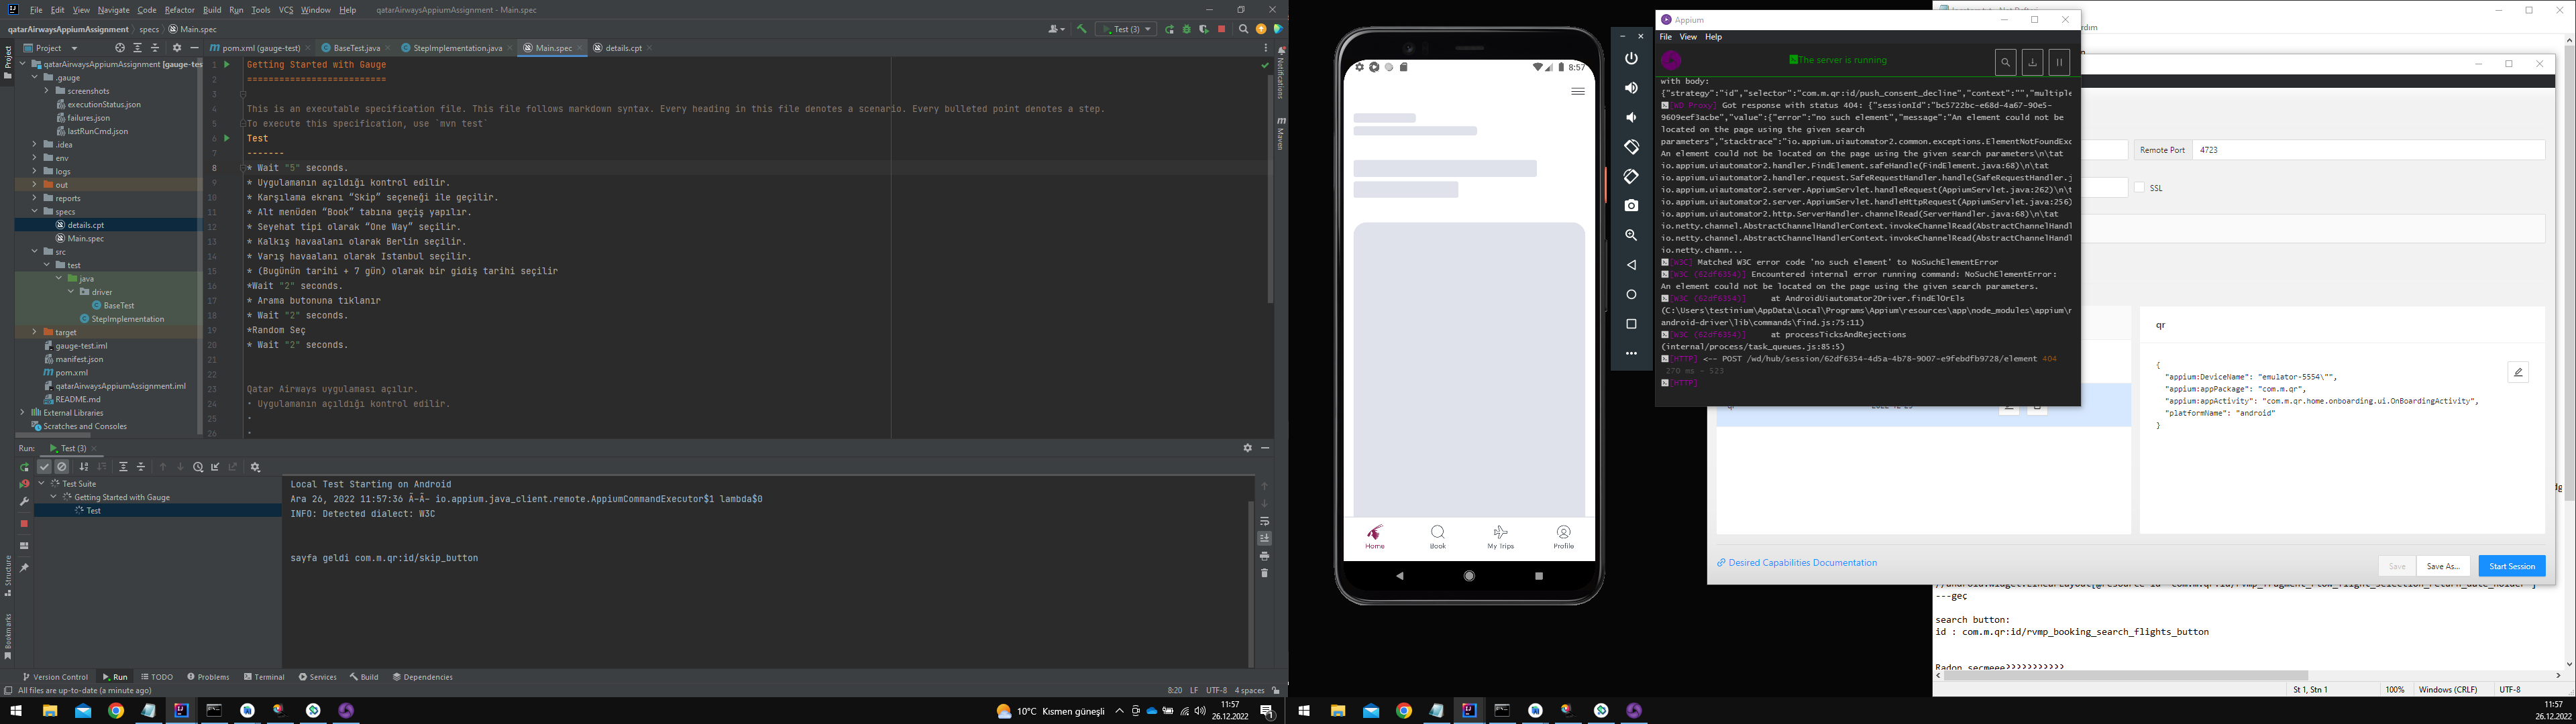 File Edit View Navigate Code Refactor Build Run Tools VCS Window Help qatarAirwaysAppiumAssignment - Main.spec
qatarAirwaysAppiumAssignment specs Main.spec
Test (3)
Project
pom.xml (gauge-test) BaseTest.java StepImplementation.java Main.spec details.cpt
qatarAirwaysAppiumAssignment [gauge-tes
.gauge
screenshots
executionStatus.json
failures.json
lastRunCmd.json
.idea
env
logs
out
reports
specs
details.cpt
Main.spec
src
test
java
driver
BaseTest
StepImplementation
target
gauge-test.iml
manifest.json
pom.xml
qatarAirwaysAppiumAssignment.iml
README.md
External Libraries
Scratches and Consoles
1 Getting Started with Gauge
2 ==========================
3
4 This is an executable specification file. This file follows markdown syntax. Every heading in this file denotes a scenario. Every bulleted point denotes a step.
5 To execute this specification, use `mvn test`
6 Test
7 -------
8 * Wait "5" seconds.
9 * Uygulamanın açıldığı kontrol edilir.
10 * Karşılama ekranı “Skip” seçeneği ile geçilir.
11 * Alt menüden “Book” tabına geçiş yapılır.
12 * Seyehat tipi olarak “One Way” seçilir.
13 * Kalkış havaalanı olarak Berlin seçilir.
14 * Varış havaalanı olarak Istanbul seçilir.
15 * (Bugünün tarihi + 7 gün) olarak bir gidiş tarihi seçilir
16 *Wait "2" seconds.
17 * Arama butonuna tıklanır
18 * Wait "2" seconds.
19 *Random Seç
20 * Wait "2" seconds.
21
22
23 Qatar Airways uygulaması açılır.
24 - Uygulamanın açıldığı kontrol edilir.
25 -
26 -
Project
Structure
Bookmarks
Notifications
Maven
Run: Test (3)
Test Suite
Getting Started with Gauge
Test
Local Test Starting on Android
Ara 26, 2022 11:57:36 Ã-Ã- io.appium.java_client.remote.AppiumCommandExecutor$1 lambda$0
INFO: Detected dialect: W3C
sayfa geldi com.m.qr:id/skip_button
Version Control Run TODO Problems Terminal Services Build Dependencies
All files are up-to-date (a minute ago)
8:20 LF UTF-8 4 spaces
10°C Kısmen güneşli
11:57
26.12.2022
8:57
Home Book My Trips Profile
Appium
File View Help
The server is running
with body:
{"strategy":"id","selector":"com.m.qr:id/push_consent_decline","context":"","multiple
[WD Proxy] Got response with status 404: {"sessionId":"bc5722bc-e68d-4a67-90e5-
9609eef3acbe","value":{"error":"no such element","message":"An element could not be
located on the page using the given search
parameters","stacktrace":"io.appium.uiautomator2.common.exceptions.ElementNotFoundExc
An element could not be located on the page using the given search parameters\n\tat
io.appium.uiautomator2.handler.FindElement.safeHandle(FindElement.java:68)\n\tat
io.appium.uiautomator2.handler.request.SafeRequestHandler.handle(SafeRequestHandler.j
io.appium.uiautomator2.server.AppiumServlet.handleRequest(AppiumServlet.java:262)\n\t
io.appium.uiautomator2.server.AppiumServlet.handleHttpRequest(AppiumServlet.java:256)
io.appium.uiautomator2.http.ServerHandler.channelRead(ServerHandler.java:68)\n\tat
io.netty.channel.AbstractChannelHandlerContext.invokeChannelRead(AbstractChannelHandl
io.netty.channel.AbstractChannelHandlerContext.invokeChannelRead(AbstractChannelHandl
io.netty.chann...
[W3C] Matched W3C error code 'no such element' to NoSuchElementError
[W3C (62df6354)] Encountered internal error running command: NoSuchElementError:
An element could not be located on the page using the given search parameters.
[W3C (62df6354)] at AndroidUiautomator2Driver.findElOrEls
(C:\Users\testinium\AppData\Local\Programs\Appium\resources\app\node_modules\appium\n
android-driver\lib\commands\find.js:75:11)
[W3C (62df6354)] at processTicksAndRejections
(internal/process/task_queues.js:85:5)
[HTTP] <-- POST /wd/hub/session/62df6354-4d5a-4b78-9007-e9febdfb9728/element 404
270 ms - 523
[HTTP]
Remote Port 4723
SSL
qr
{
"appium:DeviceName": "emulator-5554\"",
"appium:appPackage": "com.m.qr",
"appium:appActivity": "com.m.qr.home.onboarding.ui.OnBoardingActivity",
"platformName": "android"
}
Desired Capabilities Documentation
Save Save As... Start Session
---geç
search button:
id : com.m.qr:id/rvmp_booking_search_flights_button
Radon secmeee???????????
St 1, Stn 1 100% Windows (CRLF) UTF-8
11:57
26.12.2022